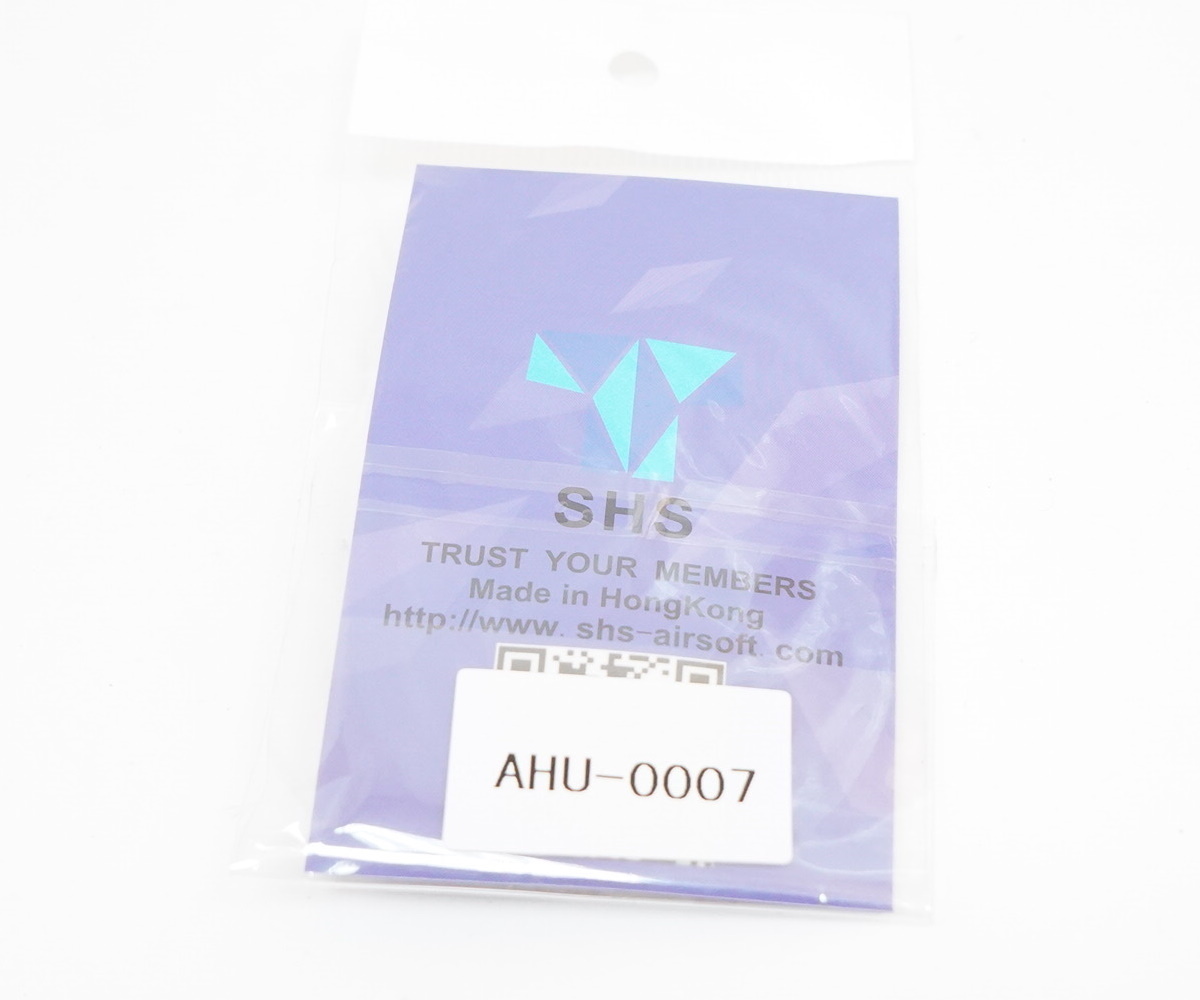 SHS
TRUST YOUR MEMBERS
Made in HongKong
http://www.shs-airsoft.com
AHU-0007